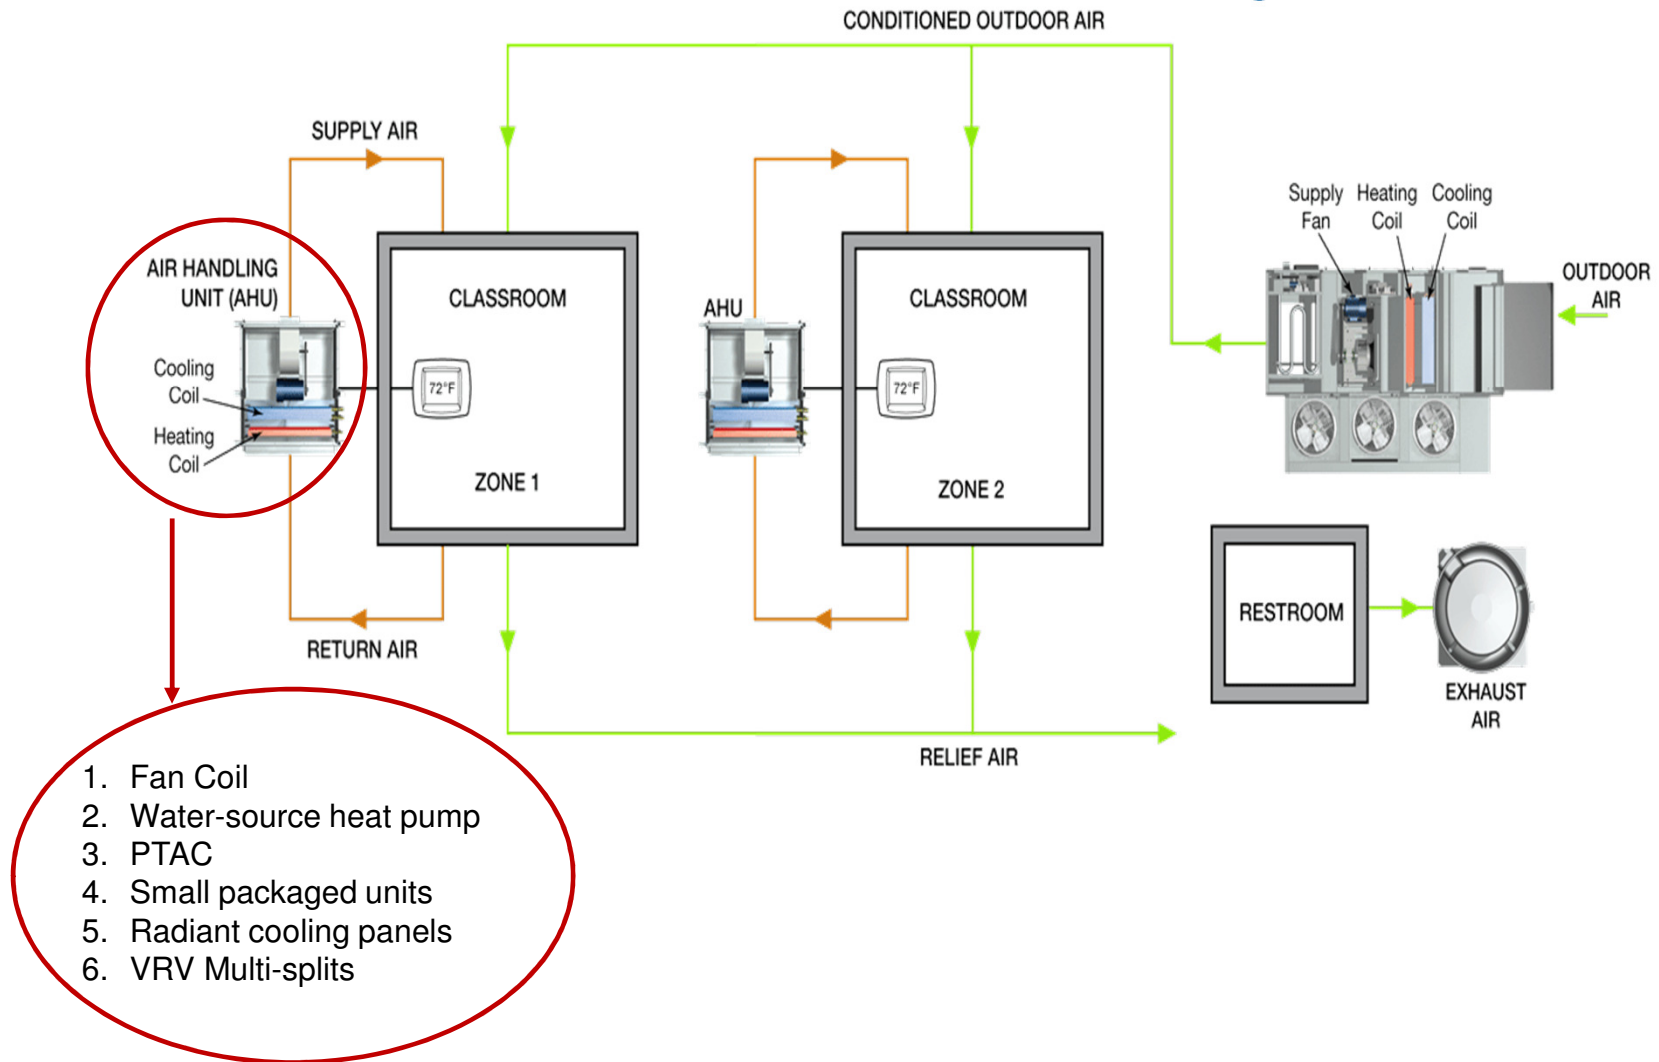 CONDITIONED OUTDOOR AIR
SUPPLY AIR
AIR HANDLING
UNIT (AHU)
Cooling
Coil
Heating
Coil
CLASSROOM
72°F
ZONE 1
RETURN AIR
AHU
CLASSROOM
72°F
ZONE 2
Supply
Fan
Heating
Coil
Cooling
Coil
OUTDOOR
AIR
RESTROOM
EXHAUST
AIR
RELIEF AIR
1. Fan Coil
2. Water-source heat pump
3. PTAC
4. Small packaged units
5. Radiant cooling panels
6. VRV Multi-splits